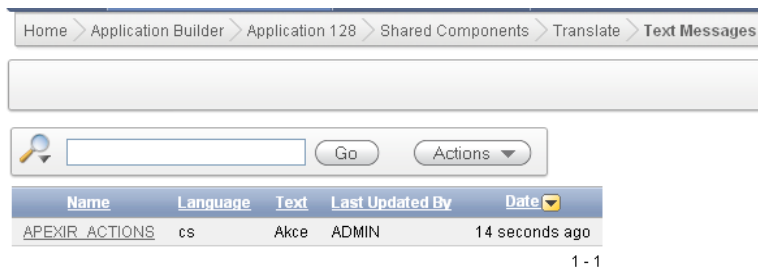 Home > Application Builder > Application 128 > Shared Components > Translate > Text Messages
Go Actions
Name Language Text Last Updated By Date
APEXIR_ACTIONS cs Akce ADMIN 14 seconds ago
1 - 1